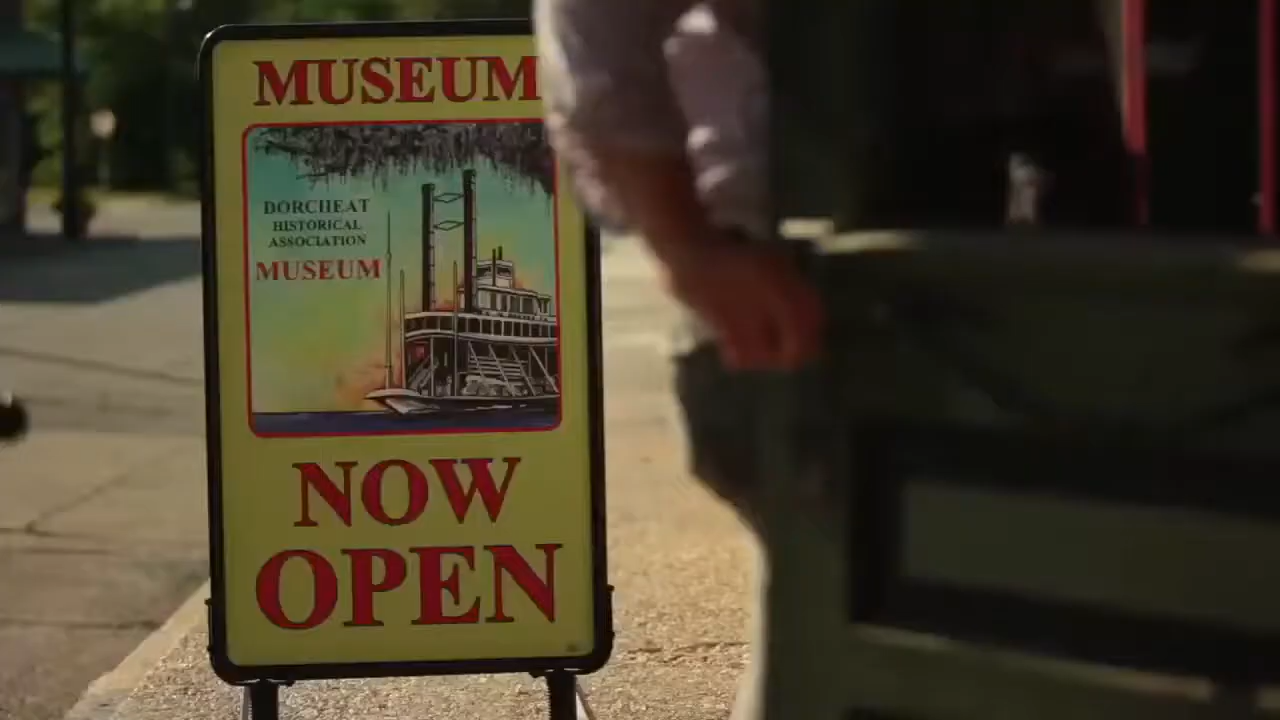 MUSEUM
DORCHEAT
HISTORICAL
ASSOCIATION
MUSEUM
NOW
OPEN